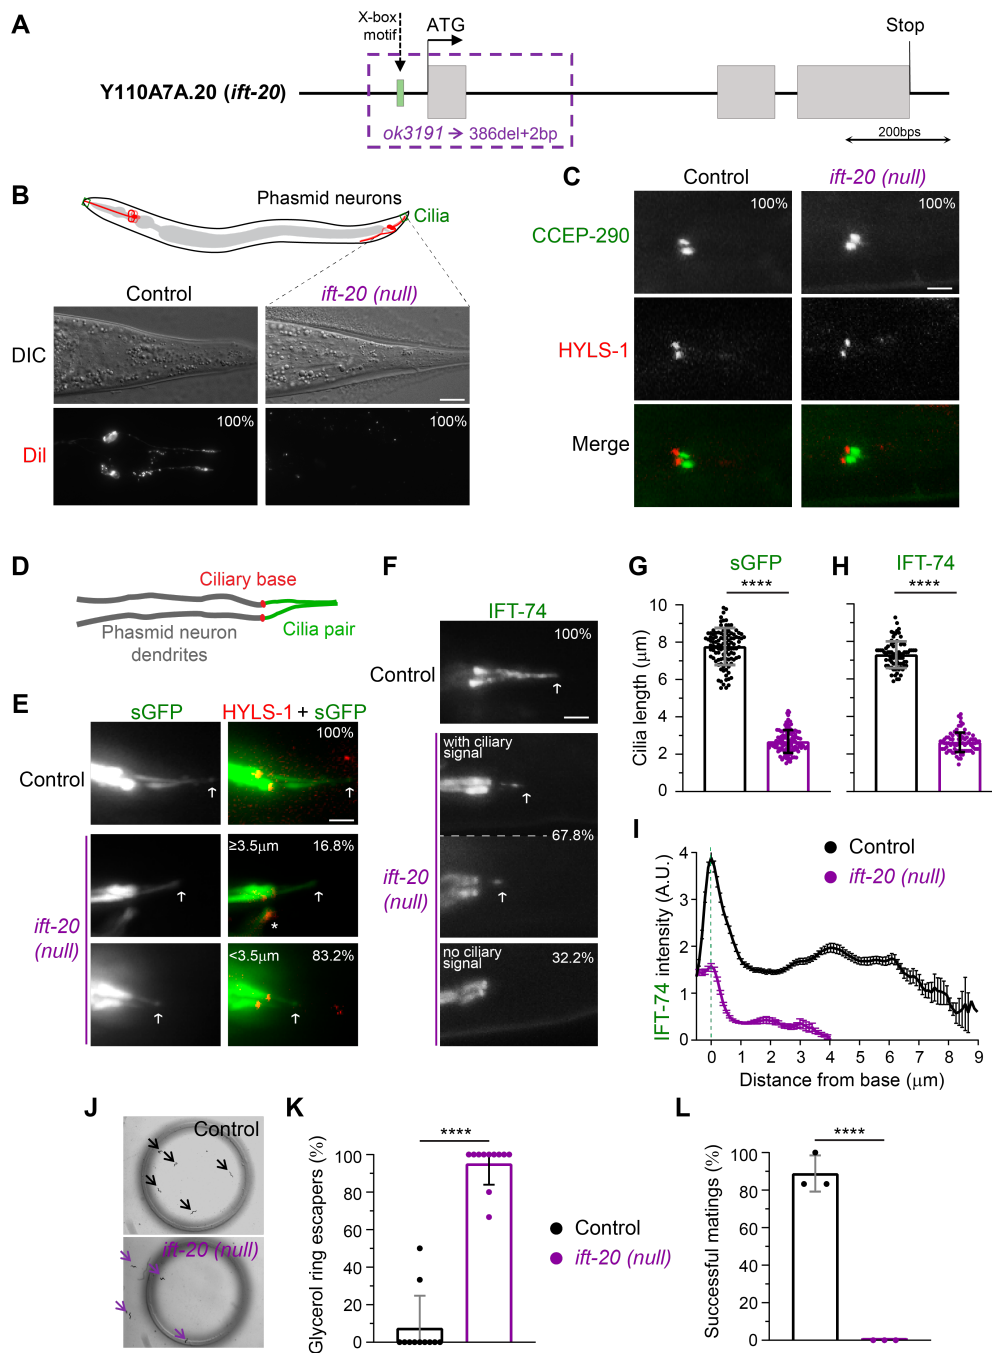 A
X-box
motif
ATG
Stop
Y110A7A.20 (ift-20)
ok3191 → 386del+2bp
200bps
B
Phasmid neurons
Cilia
Control
ift-20 (null)
DIC
DiI
100%
100%
C
Control
ift-20 (null)
CCEP-290
100%
100%
HYLS-1
Merge
D
Ciliary base
Phasmid neuron
dendrites
Cilia pair
E
sGFP
HYLS-1 + sGFP
Control
100%
ift-20
(null)
≥3.5μm
16.8%
*
<3.5μm
83.2%
F
IFT-74
Control
100%
ift-20
(null)
with ciliary
signal
67.8%
no ciliary
signal
32.2%
G
sGFP
****
Cilia length (μm)
10
8
6
4
2
0
H
IFT-74
****
I
Control
ift-20 (null)
IFT-74 intensity (A.U.)
4
3
2
1
0
0 1 2 3 4 5 6 7 8 9
Distance from base (μm)
J
Control
ift-20 (null)
K
****
Glycerol ring escapers (%)
100
80
60
40
20
0
Control
ift-20 (null)
L
****
Successful matings (%)
100
80
60
40
20
0